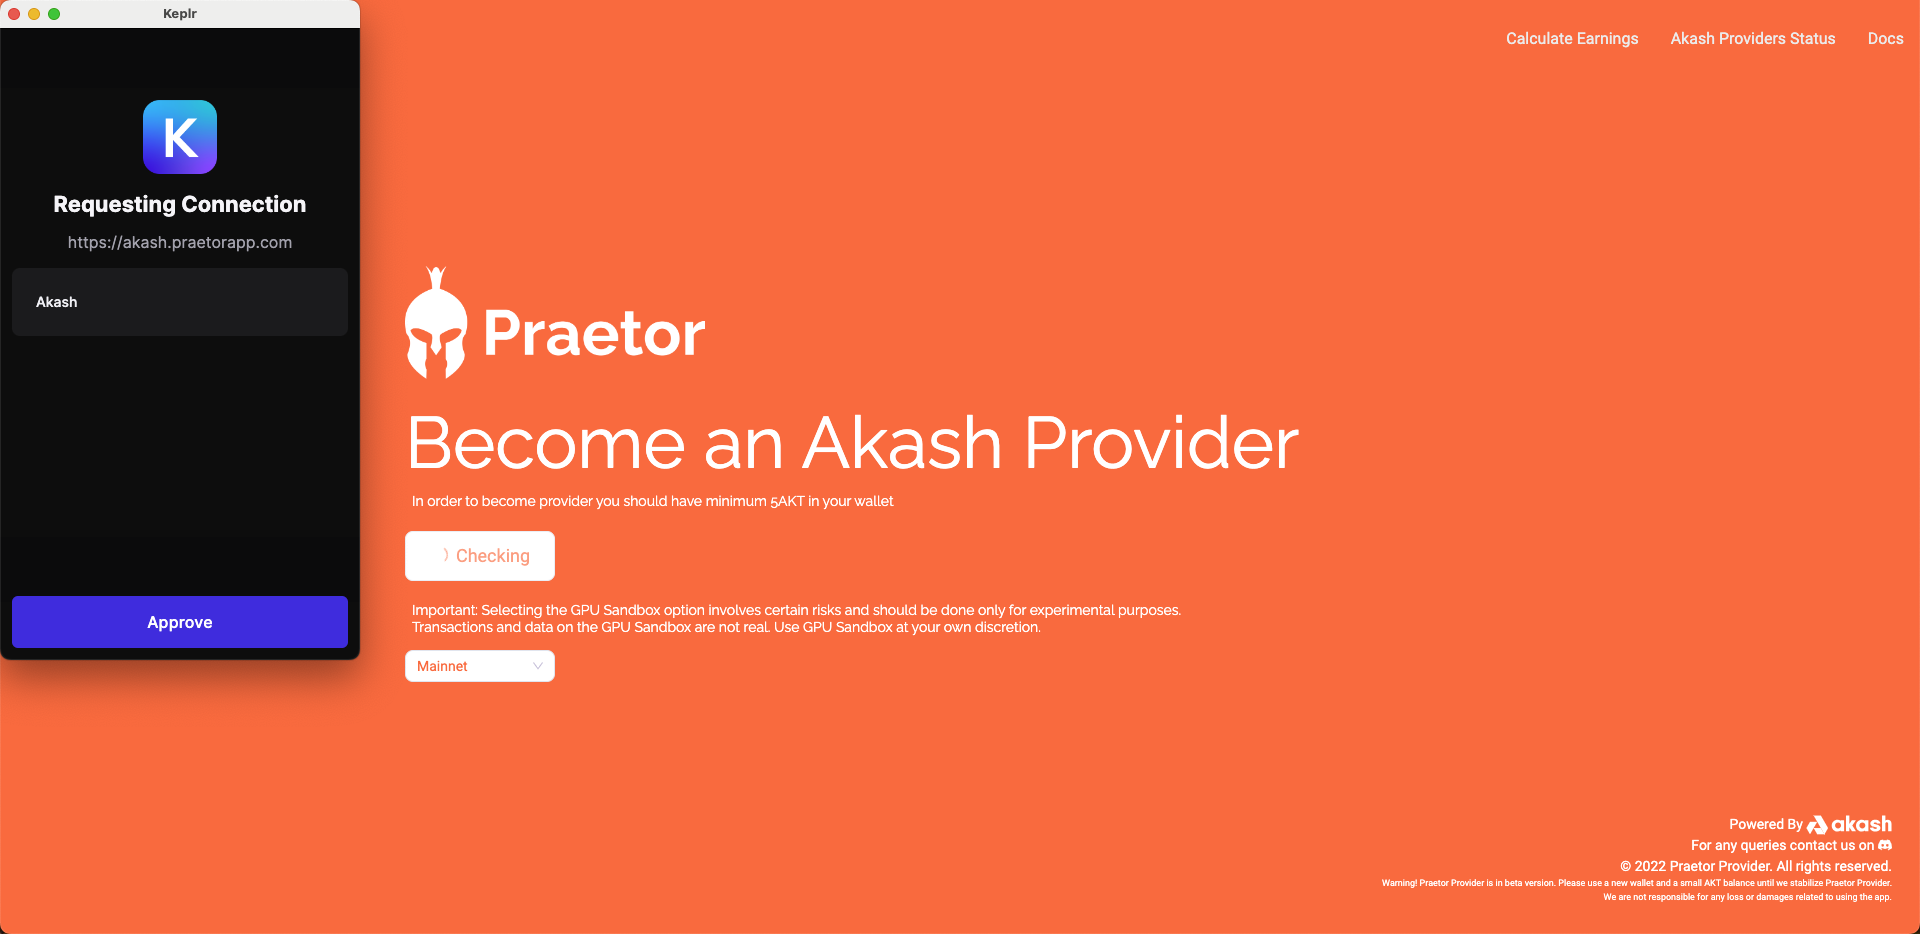 Keplr
K
Requesting Connection
https://akash.praetorapp.com
Akash
Approve
Calculate Earnings
Akash Providers Status
Docs
Praetor
Become an Akash Provider
In order to become provider you should have minimum 5AKT in your wallet
Checking
Important: Selecting the GPU Sandbox option involves certain risks and should be done only for experimental purposes.
Transactions and data on the GPU Sandbox are not real. Use GPU Sandbox at your own discretion.
Mainnet
Powered By akash
For any queries contact us on
© 2022 Praetor Provider. All rights reserved.
Warning! Praetor Provider is in beta version. Please use a new wallet and a small AKT balance until we stabilize Praetor Provider.
We are not responsible for any loss or damages related to using the app.